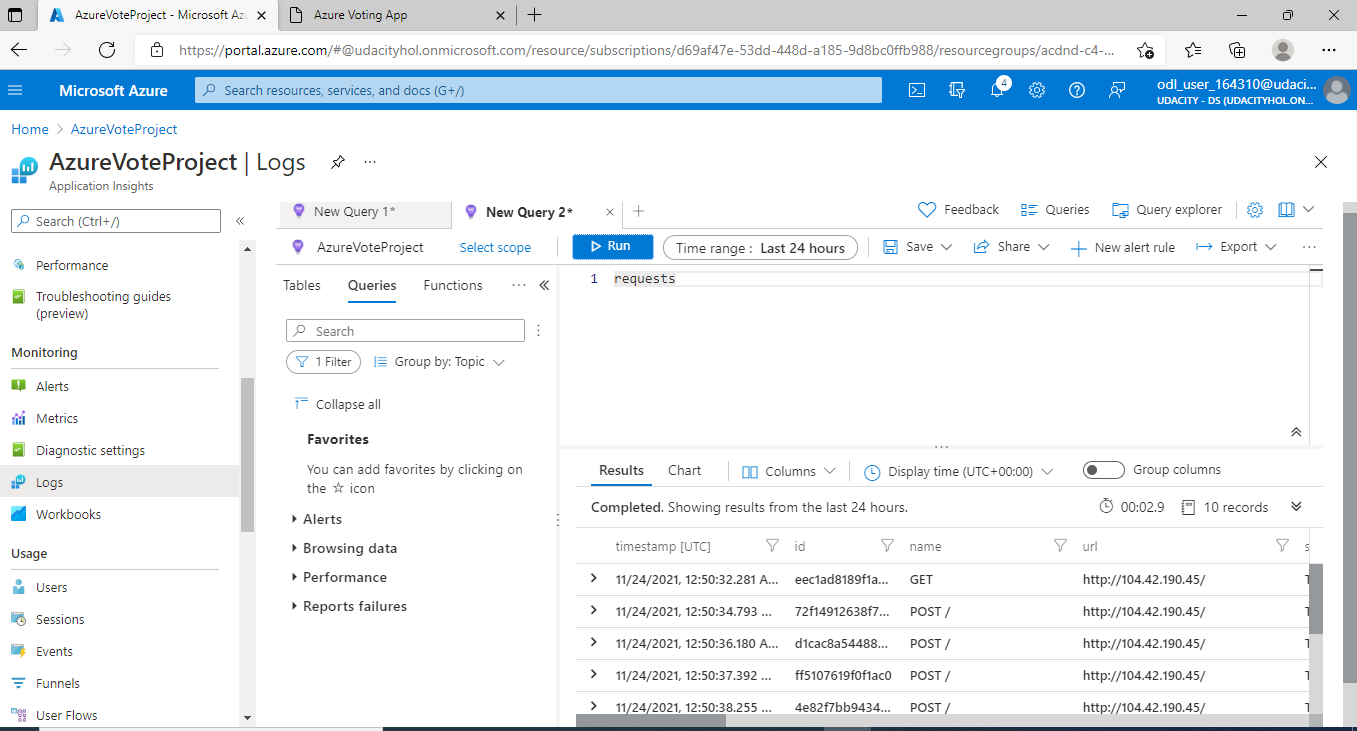 AzureVoteProject - Microsoft Azu
Azure Voting App
https://portal.azure.com/#@udacityhol.onmicrosoft.com/resource/subscriptions/d69af47e-53dd-448d-a185-9d8bc0ffb988/resourcegroups/acdnd-c4-...
Microsoft Azure
Search resources, services, and docs (G+/)
4
odl_user_164310@udaci...
UDACITY - DS (UDACITYHOL.ON...
Home > AzureVoteProject
AzureVoteProject | Logs
Application Insights
Search (Ctrl+/)
Performance
Troubleshooting guides
(preview)
Monitoring
Alerts
Metrics
Diagnostic settings
Logs
Workbooks
Usage
Users
Sessions
Events
Funnels
User Flows
New Query 1*
New Query 2*
Feedback
Queries
Query explorer
AzureVoteProject
Select scope
Run
Time range : Last 24 hours
Save
Share
New alert rule
Export
Tables
Queries
Functions
Search
1 Filter
Group by: Topic
Collapse all
Favorites
You can add favorites by clicking on
the ☆ icon
Alerts
Browsing data
Performance
Reports failures
1 requests
Results
Chart
Columns
Display time (UTC+00:00)
Group columns
Completed. Showing results from the last 24 hours.
00:02.9
10 records
timestamp [UTC] id name url s
11/24/2021, 12:50:32.281 A... eec1ad8189f1a... GET http://104.42.190.45/ T
11/24/2021, 12:50:34.793 ... 72f14912638f7... POST / http://104.42.190.45/ T
11/24/2021, 12:50:36.180 A... d1cac8a54488... POST / http://104.42.190.45/ T
11/24/2021, 12:50:37.392 ... ff5107619f0f1ac0 POST / http://104.42.190.45/ T
11/24/2021, 12:50:38.255 ... 4e82f7bb9434... POST / http://104.42.190.45/ T